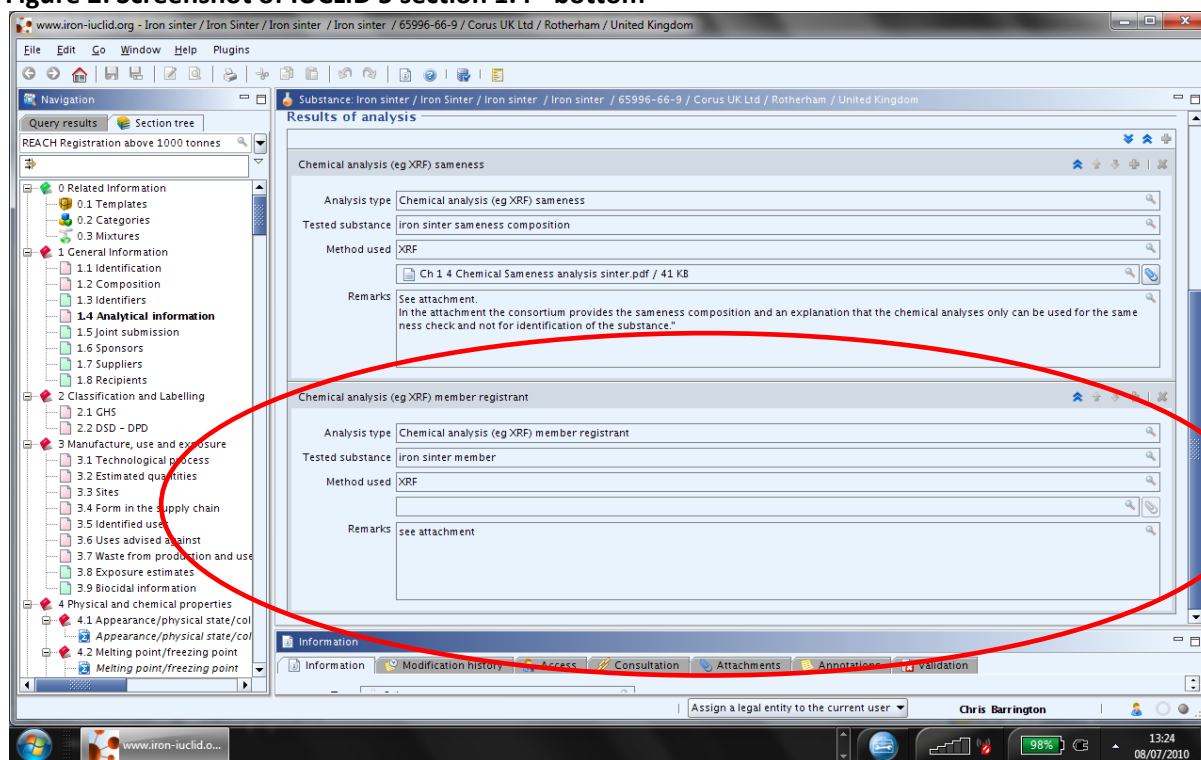 Figure 2: Screenshot of IUCLID 5 section 1.4 - bottom
www.iron-iuclid.org - Iron sinter / Iron Sinter / Iron sinter / Iron sinter / 65996-66-9 / Corus UK Ltd / Rotherham / United Kingdom
File Edit Go Window Help Plugins
Navigation
Query results Section tree
REACH Registration above 1000 tonnes
0 Related Information
0.1 Templates
0.2 Categories
0.3 Mixtures
1 General Information
1.1 Identification
1.2 Composition
1.3 Identifiers
1.4 Analytical information
1.5 Joint submission
1.6 Sponsors
1.7 Suppliers
1.8 Recipients
2 Classification and Labelling
2.1 GHS
2.2 DSD - DPD
3 Manufacture, use and exposure
3.1 Technological process
3.2 Estimated quantities
3.3 Sites
3.4 Form in the supply chain
3.5 Identified uses
3.6 Uses advised against
3.7 Waste from production and use
3.8 Exposure estimates
3.9 Biocidal information
4 Physical and chemical properties
4.1 Appearance/physical state/col
Appearance/physical state/col
4.2 Melting point/freezing point
Melting point/freezing point
Substance: Iron sinter / Iron Sinter / Iron sinter / Iron sinter / 65996-66-9 / Corus UK Ltd / Rotherham / United Kingdom
Results of analysis
Chemical analysis (eg XRF) sameness
Analysis type Chemical analysis (eg XRF) sameness
Tested substance iron sinter sameness composition
Method used XRF
Ch 1 4 Chemical Sameness analysis sinter.pdf / 41 KB
Remarks See attachment.
In the attachment the consortium provides the sameness composition and an explanation that the chemical analyses only can be used for the same
ness check and not for identification of the substance."
Chemical analysis (eg XRF) member registrant
Analysis type Chemical analysis (eg XRF) member registrant
Tested substance iron sinter member
Method used XRF
Remarks see attachment
Information
Information Modification history Access Consultation Attachments Annotations Validation
Assign a legal entity to the current user Chris Barrington
www.iron-iuclid.o... 98% 13:24
08/07/2010